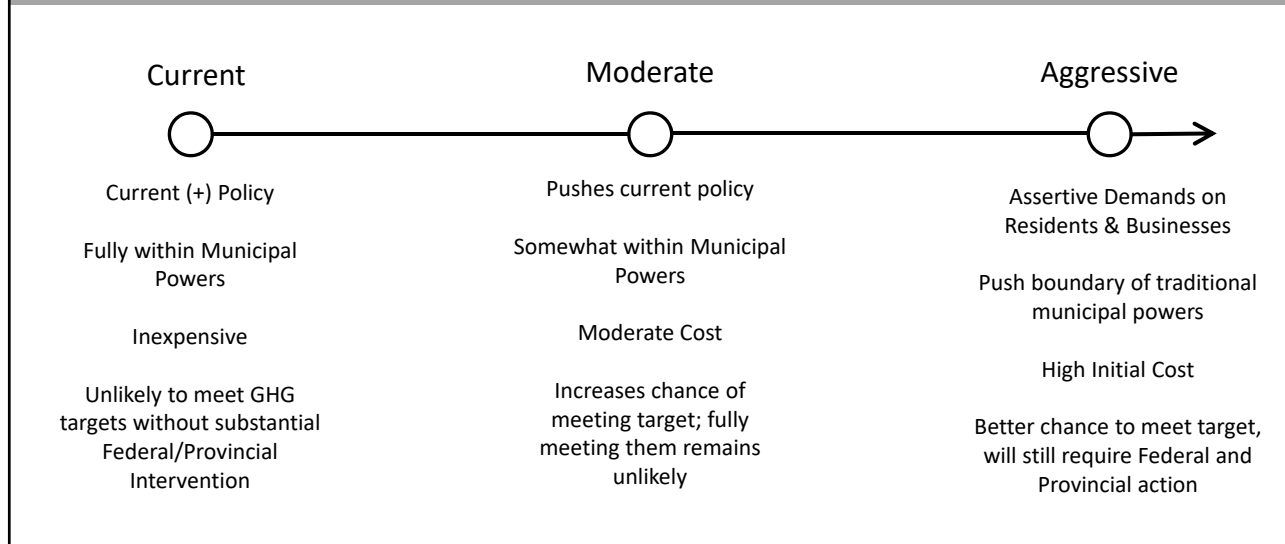 Current
Current (+) Policy
Fully within Municipal
Powers
Inexpensive
Unlikely to meet GHG
targets without substantial
Federal/Provincial
Intervention
Moderate
Pushes current policy
Somewhat within Municipal
Powers
Moderate Cost
Increases chance of
meeting target; fully
meeting them remains
unlikely
Aggressive
Assertive Demands on
Residents & Businesses
Push boundary of traditional
municipal powers
High Initial Cost
Better chance to meet target,
will still require Federal and
Provincial action